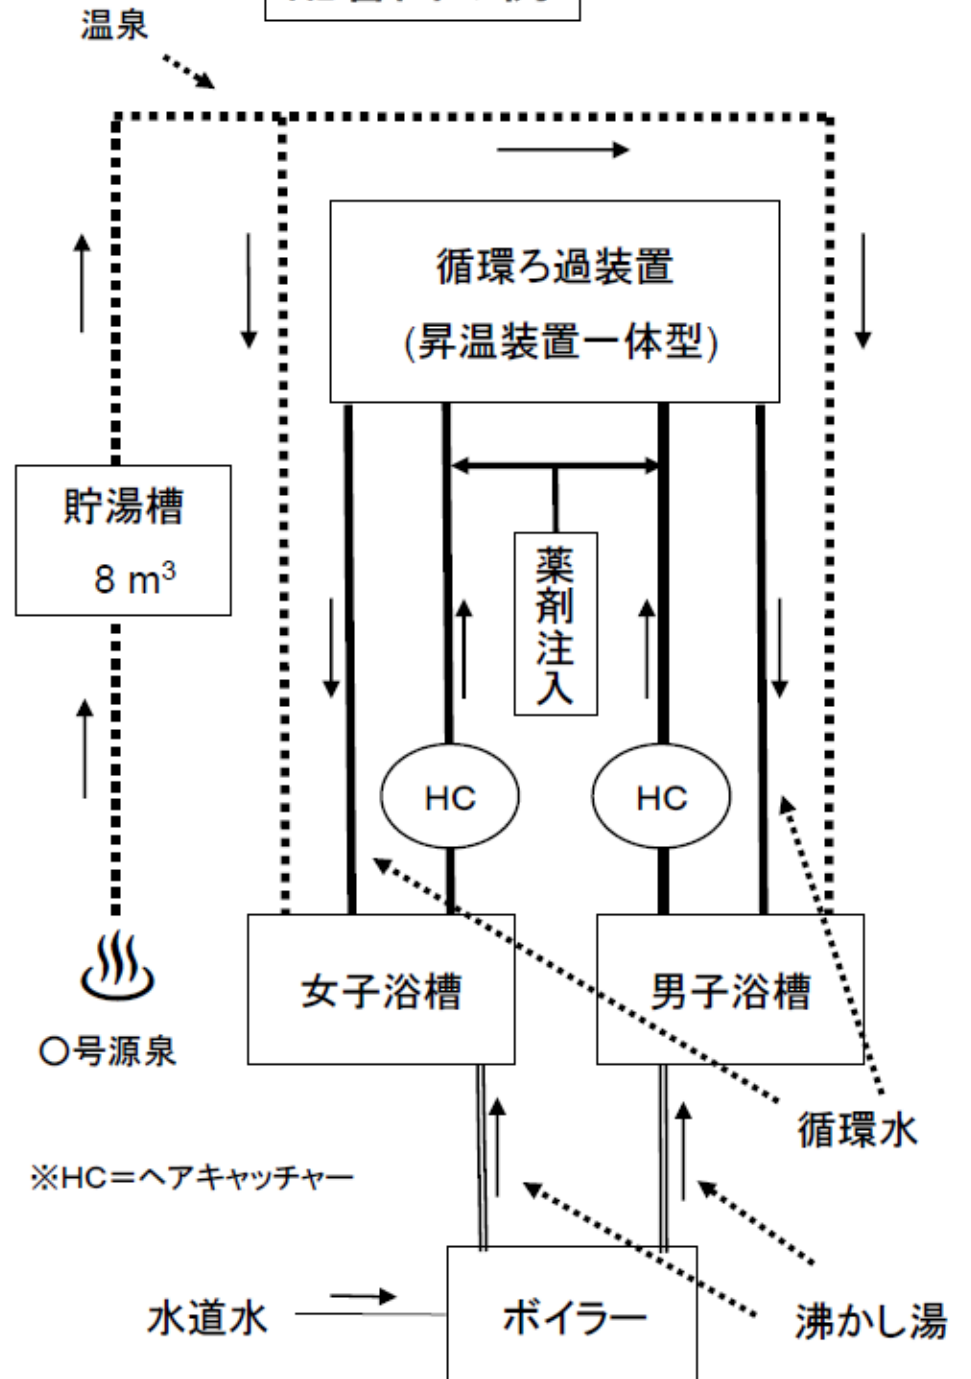 温泉
循環ろ過装置
(昇温装置一体型)
貯湯槽
8 m³
薬剤注入
HC
HC
女子浴槽
男子浴槽
〇号源泉
循環水
※HC=ヘアキャッチャー
水道水
ボイラー
沸かし湯